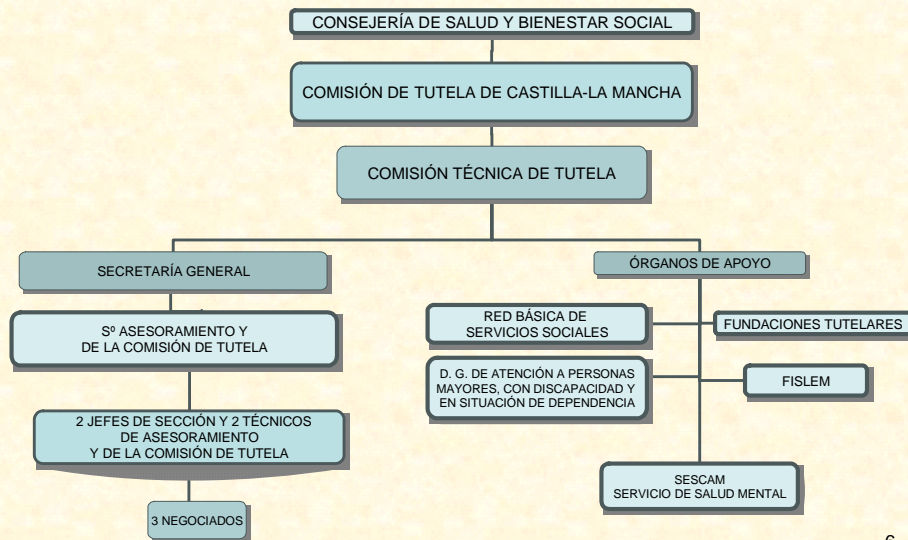 CONSEJERÍA DE SALUD Y BIENESTAR SOCIAL
COMISIÓN DE TUTELA DE CASTILLA-LA MANCHA
COMISIÓN TÉCNICA DE TUTELA
SECRETARÍA GENERAL
Sº ASESORAMIENTO Y
DE LA COMISIÓN DE TUTELA
2 JEFES DE SECCIÓN Y 2 TÉCNICOS
DE ASESORAMIENTO
Y DE LA COMISIÓN DE TUTELA
3 NEGOCIADOS
ÓRGANOS DE APOYO
RED BÁSICA DE
SERVICIOS SOCIALES
FUNDACIONES TUTELARES
D. G. DE ATENCIÓN A PERSONAS
MAYORES, CON DISCAPACIDAD Y
EN SITUACIÓN DE DEPENDENCIA
FISLEM
SESCAM
SERVICIO DE SALUD MENTAL